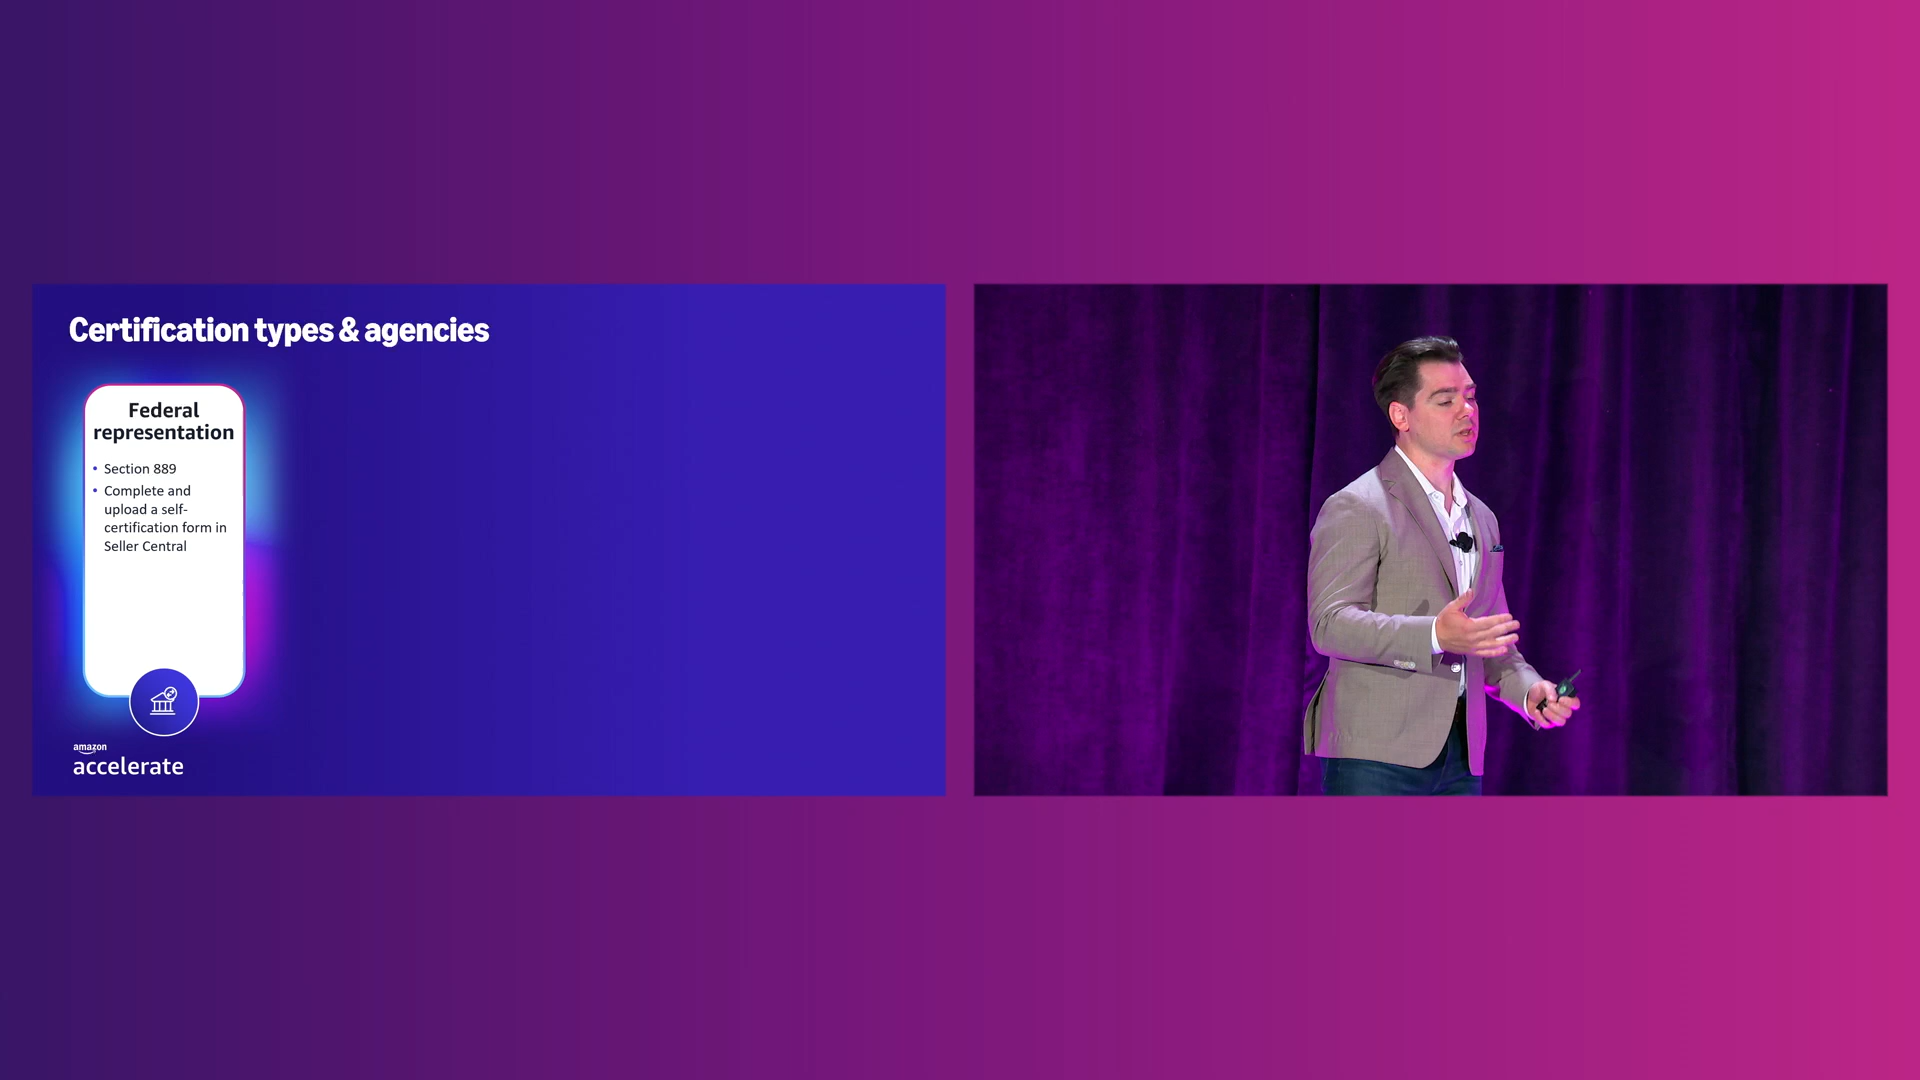 Certification types & agencies
Federal
representation
• Section 889
• Complete and
upload a self-
certification form in
Seller Central
amazon
accelerate